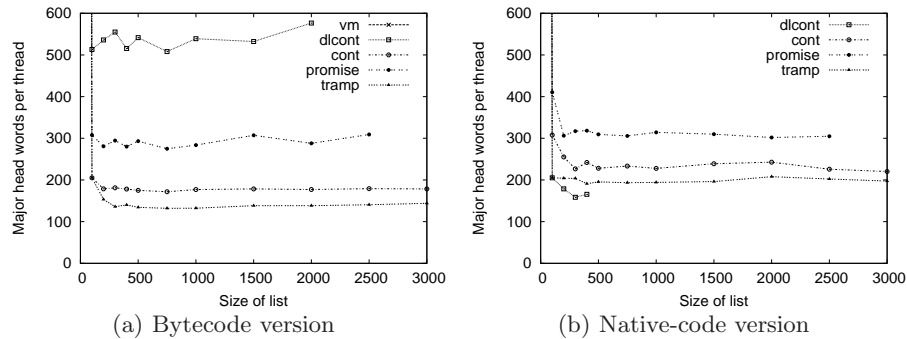 Major head words per thread
600
500
400
300
200
100
0
vm
dlcont
cont
promise
tramp
0 500 1000 1500 2000 2500 3000
Size of list
(a) Bytecode version
Major head words per thread
600
500
400
300
200
100
0
dlcont
cont
promise
tramp
0 500 1000 1500 2000 2500 3000
Size of list
(b) Native-code version